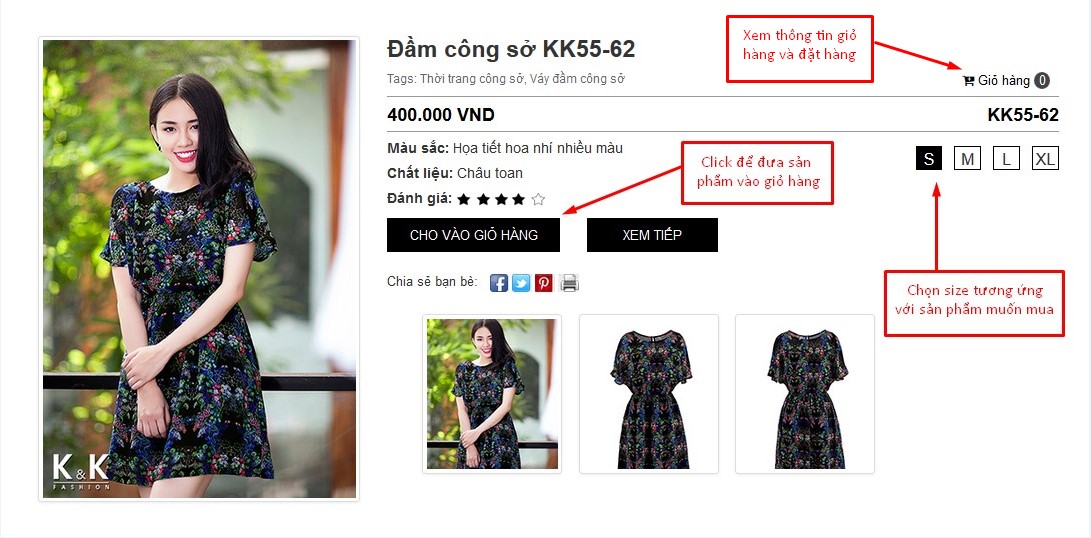 Đầm công sở KK55-62
Tags: Thời trang công sở, Váy đầm công sở
Xem thông tin giỏ
hàng và đặt hàng
Giỏ hàng 0
400.000 VND
KK55-62
Màu sắc: Họa tiết hoa nhí nhiều màu
Chất liệu: Châu toan
Đánh giá:
S M L XL
Click để đưa sản
phẩm vào giỏ hàng
CHO VÀO GIỎ HÀNG
XEM TIẾP
Chọn size tương ứng
với sản phẩm muốn mua
Chia sẽ bạn bè:
K & K
FASHION